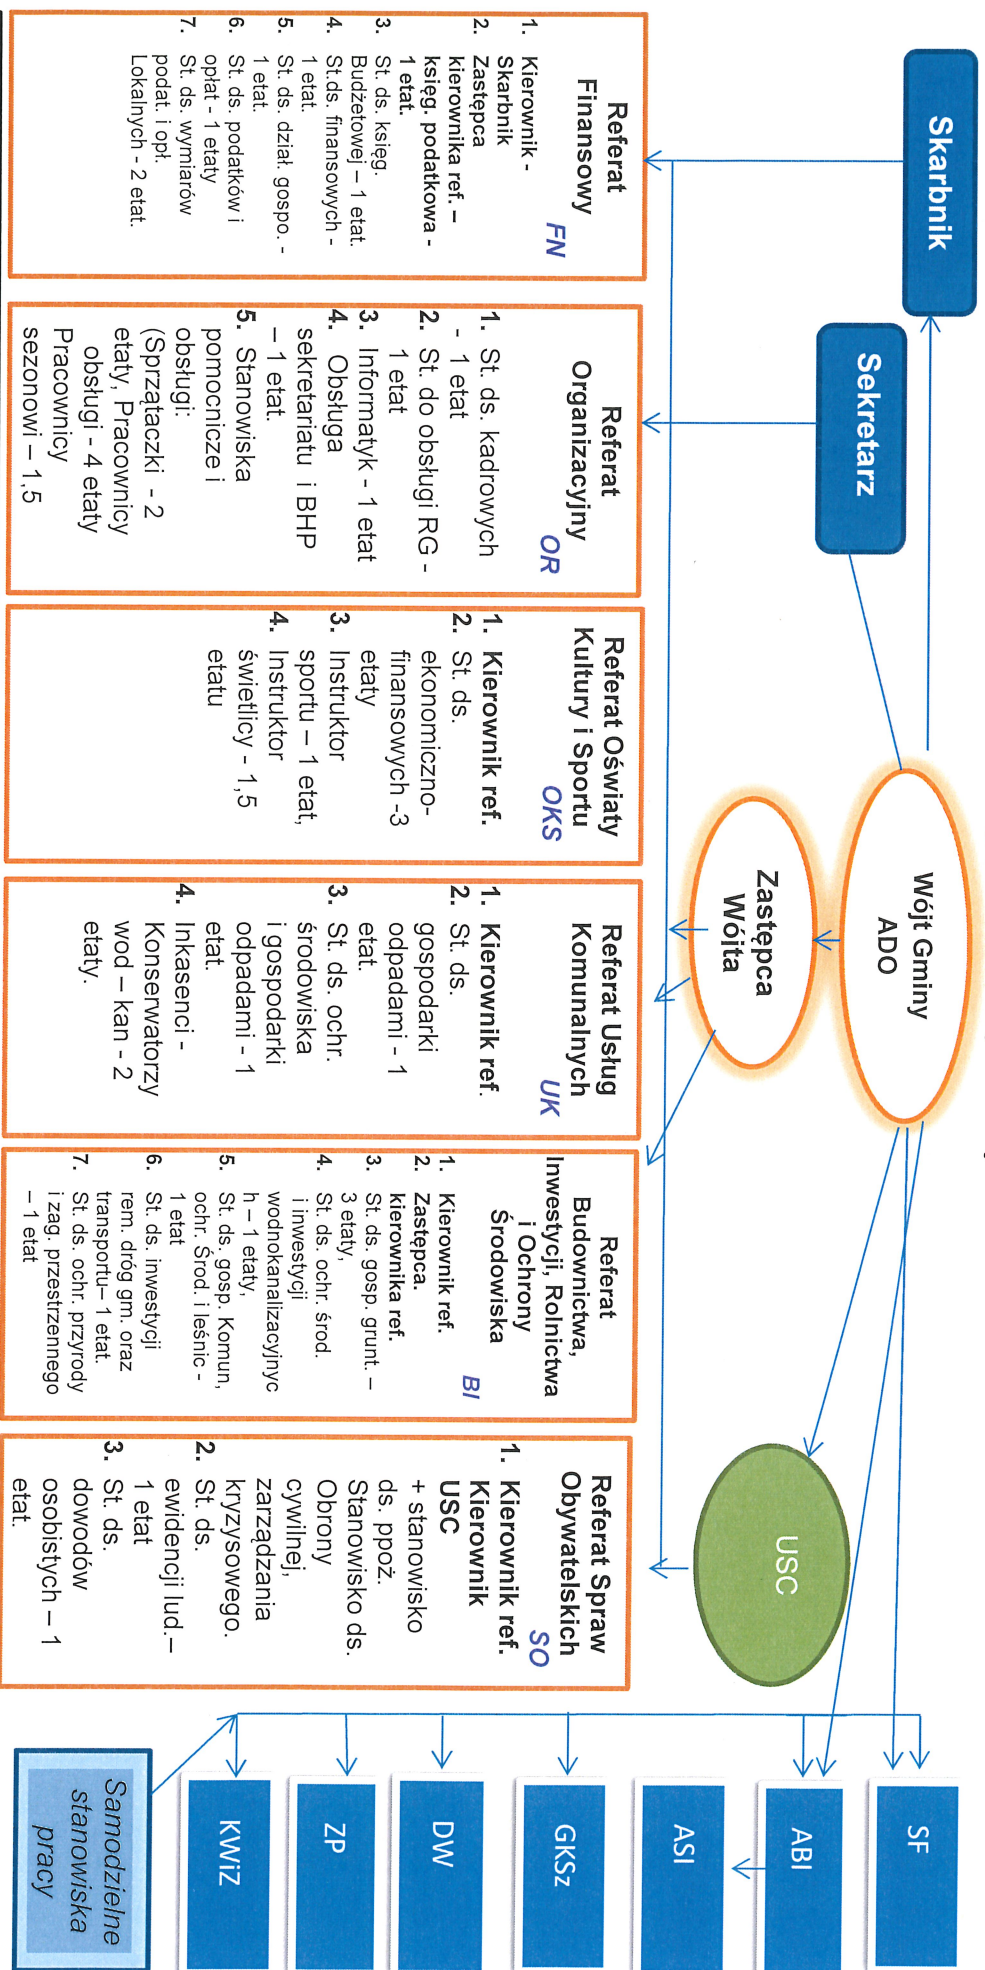 Skarbnik
Sekretarz
Wójt Gminy
ADO
Zastępca
Wójta
USC
Referat
Finansowy
FN
1. Kierownik -
Skarbnik
2. Zastępca
kierownika ref. –
księg. podatkowa -
1 etat.
3. St. ds. księg.
Budżetowej – 1 etat.
4. St.ds. finansowych -
1 etat.
5. St. ds. dział. gospo. -
1 etat.
6. St. ds. podatków i
opłat - 1 etaty
7. St. ds. wymiarów
podat. i opł.
Lokalnych - 2 etat.
Referat
Organizacyjny
OR
1. St. ds. kadrowych
- 1 etat
2. St. do obsługi RG -
1 etat
3. Informatyk - 1 etat
4. Obsługa
sekretariatu i BHP
– 1 etat.
5. Stanowiska
pomocnicze i
obsługi:
(Sprzątaczki - 2
etaty, Pracownicy
obsługi - 4 etaty
Pracownicy
sezonowi – 1,5
Referat Oświaty
Kultury i Sportu
OKS
1. Kierownik ref.
2. St. ds.
ekonomiczno-
finansowych -3
etaty
3. Instruktor
sportu – 1 etat,
4. Instruktor
świetlicy - 1,5
etatu
Referat Usług
Komunalnych
UK
1. Kierownik ref.
2. St. ds.
gospodarki
odpadami - 1
etat.
3. St. ds. ochr.
środowiska
i gospodarki
odpadami - 1
etat.
4. Inkasenci -
Konserwatorzy
wod – kan - 2
etaty.
Referat
Budownictwa,
Inwestycji, Rolnictwa
i Ochrony
Środowiska
BI
1. Kierownik ref.
2. Zastępca.
kierownika ref.
3. St. ds. gosp. grunt. –
3 etaty,
4. St. ds. ochr. środ.
i inwestycji
wodnokanalizacyjnyc
h – 1 etaty,
5. St. ds. gosp. Komun,
ochr. Środ. i leśnic -
1 etat
6. St. ds. inwestycji
rem. dróg gm. oraz
transportu– 1 etat.
7. St. ds. ochr. przyrody
i zag. przestrzennego
– 1 etat
Referat Spraw
Obywatelskich
SO
1. Kierownik ref.
Kierownik
USC
+ stanowisko
ds. ppoż.
Stanowisko ds.
Obrony
cywilnej,
zarządzania
kryzysowego.
2. St. ds.
ewidencji lud.–
1 etat
3. St. ds.
dowodów
osobistych – 1
etat.
SF
ABI
ASI
GKSz
DW
ZP
KWiZ
Samodzielne
stanowiska
pracy